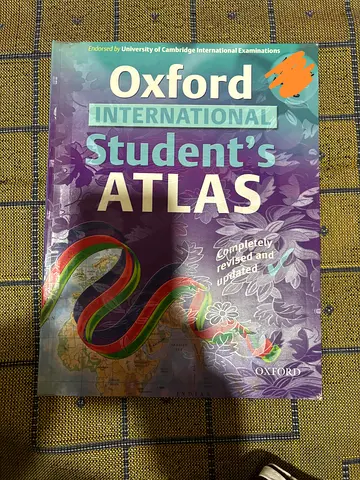 Endorsed by University of Cambridge International Examinations
Oxford
INTERNATIONAL
Student's
ATLAS
Completely
revised and
updated
OXFORD